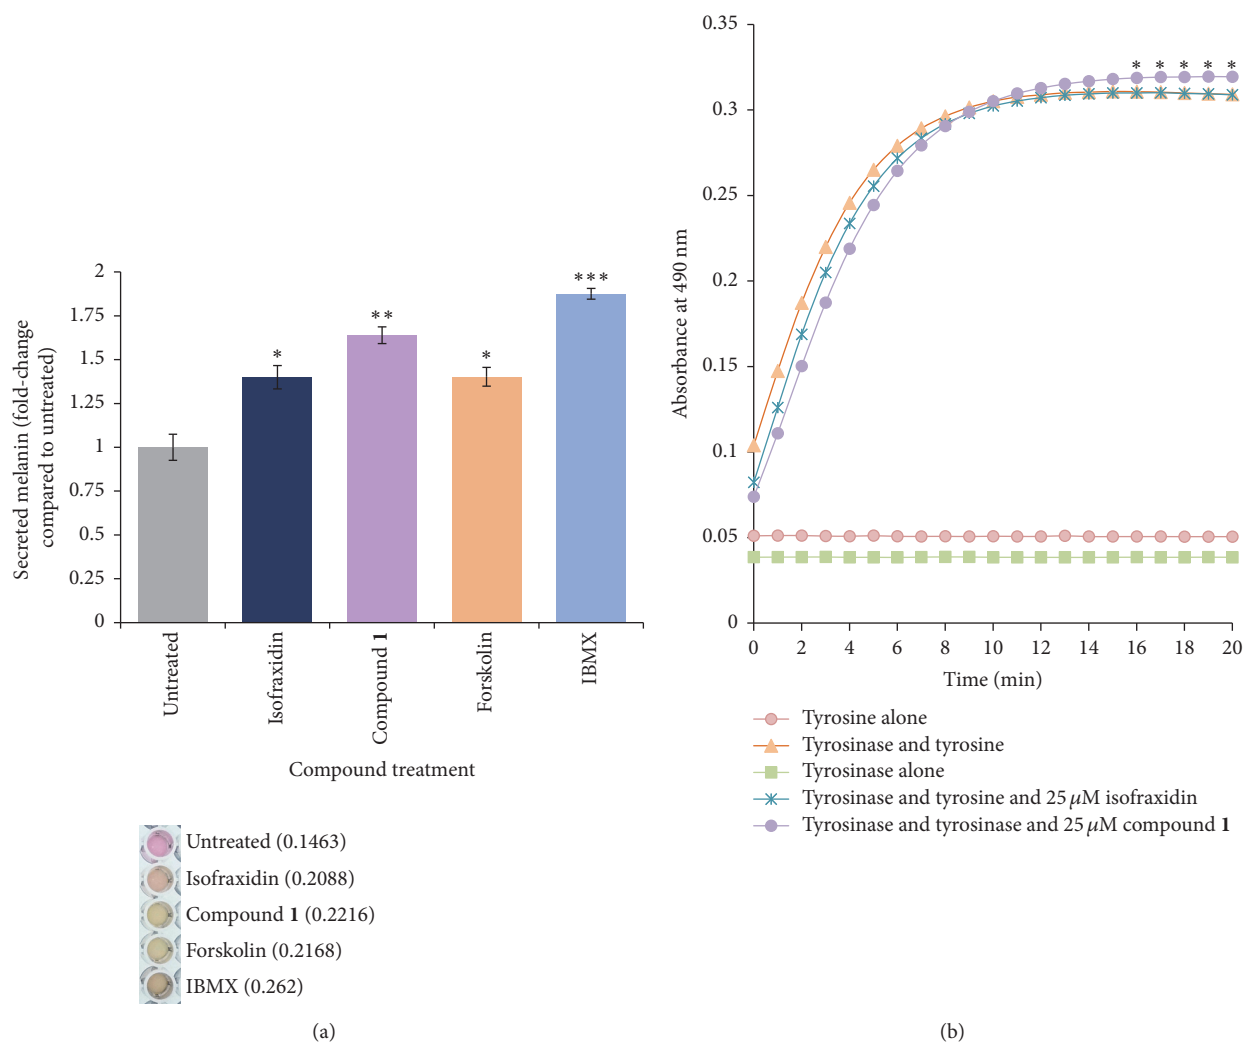 2
1.75
1.5
1.25
1
0.75
0.5
0.25
0
Secreted melanin (fold-change
compared to untreated)
*
**
*
***
Untreated
Isofraxidin
Compound 1
Forskolin
IBMX
Compound treatment
Untreated (0.1463)
Isofraxidin (0.2088)
Compound 1 (0.2216)
Forskolin (0.2168)
IBMX (0.262)
(a)
0.35
0.3
0.25
0.2
0.15
0.1
0.05
0
Absorbance at 490 nm
* * * * *
0 2 4 6 8 10 12 14 16 18 20
Time (min)
Tyrosine alone
Tyrosinase and tyrosine
Tyrosinase alone
Tyrosinase and tyrosine and 25 μM isofraxidin
Tyrosinase and tyrosinase and 25 μM compound 1
(b)